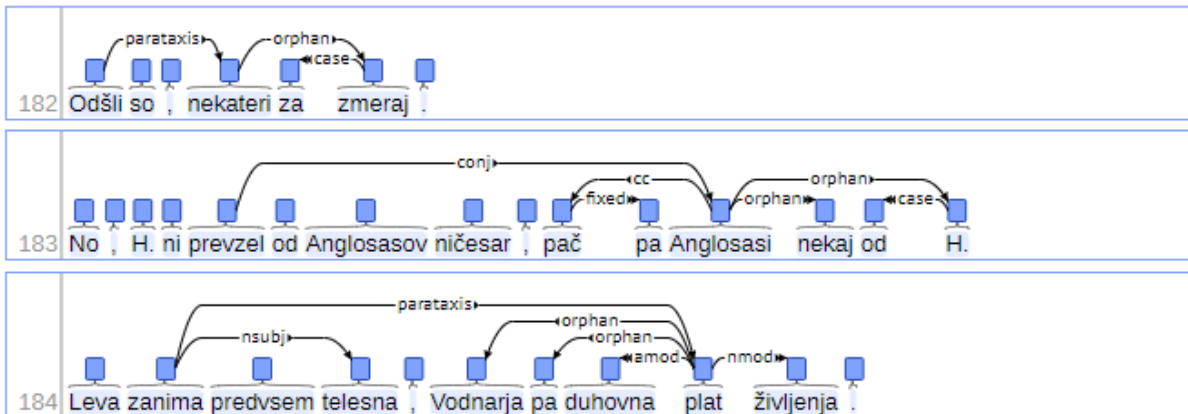 parataxis orphan case
182 Odšli so , nekateri za zmeraj .
conj cc orphan fixed orphan case
183 No , H. ni prevzel od Anglosasov ničesar , pač pa Anglosasi nekaj od H.
parataxis orphan nsubj orphan amod nmod
184 Leva zanima predvsem telesna , Vodnarja pa duhovna plat življenja .